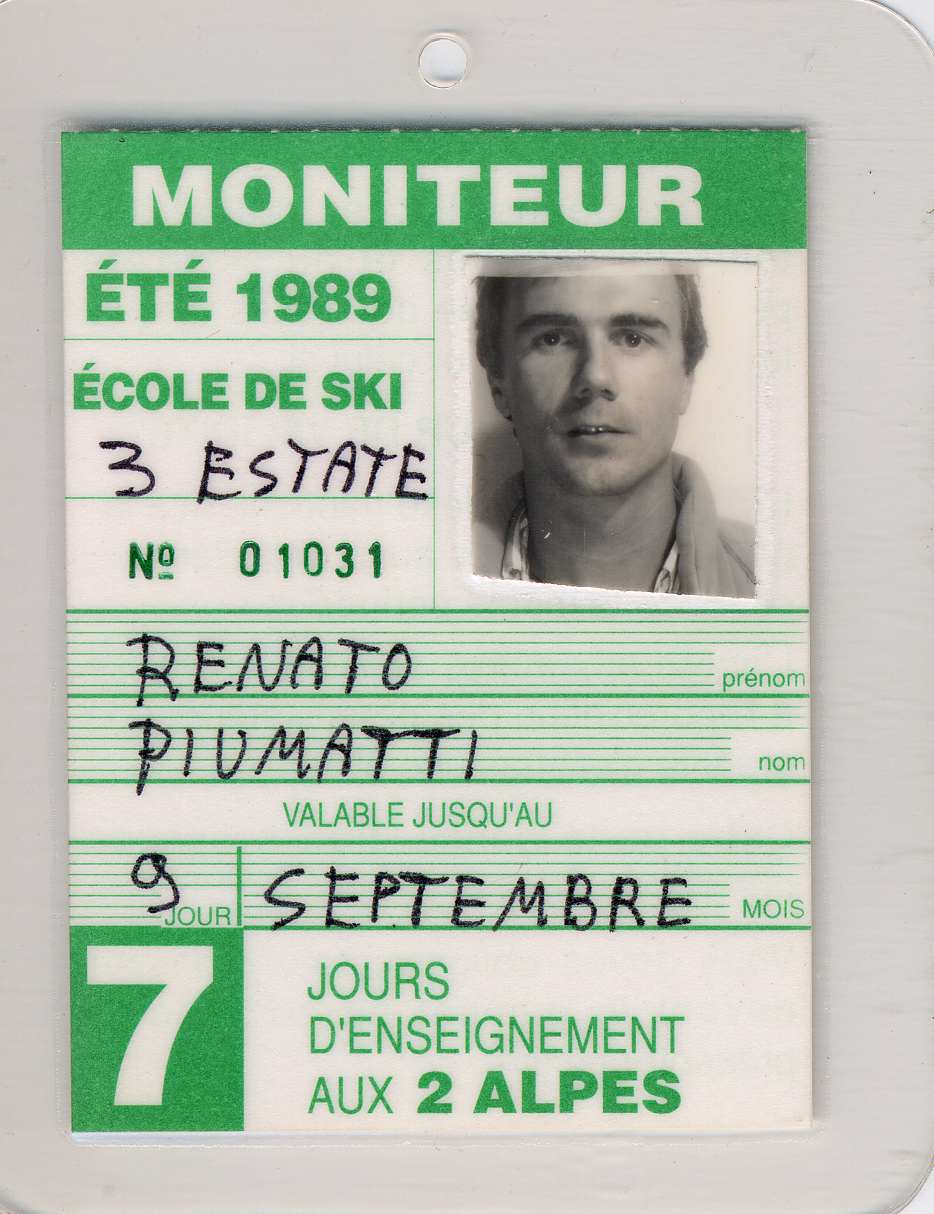 MONITEUR
ÉTÉ 1989
ÉCOLE DE SKI
3 ESTATE
Nº 01031
RENATO prénom
PIUMATTI nom
VALABLE JUSQU'AU
9 JOUR SEPTEMBRE MOIS
7 JOURS
D'ENSEIGNEMENT
AUX 2 ALPES